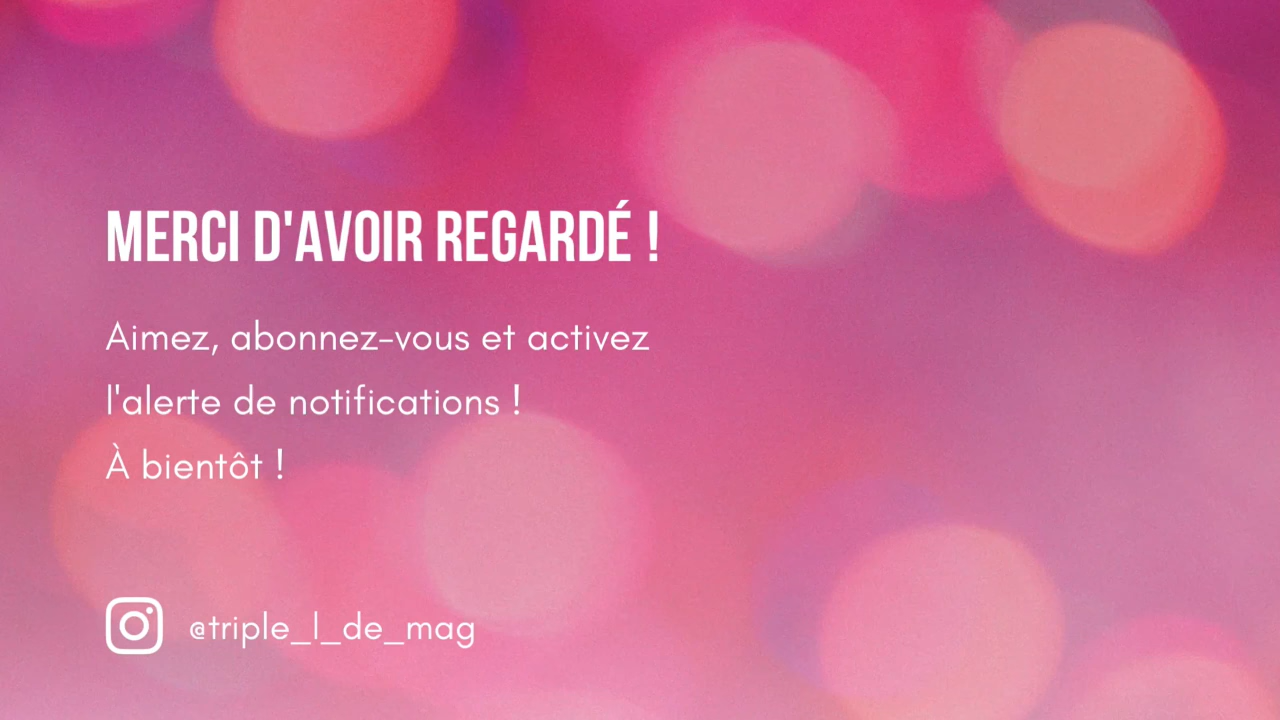 MERCI D'AVOIR REGARDÉ !
Aimez, abonnez-vous et activez
l'alerte de notifications !
À bientôt !
@triple_l_de_mag